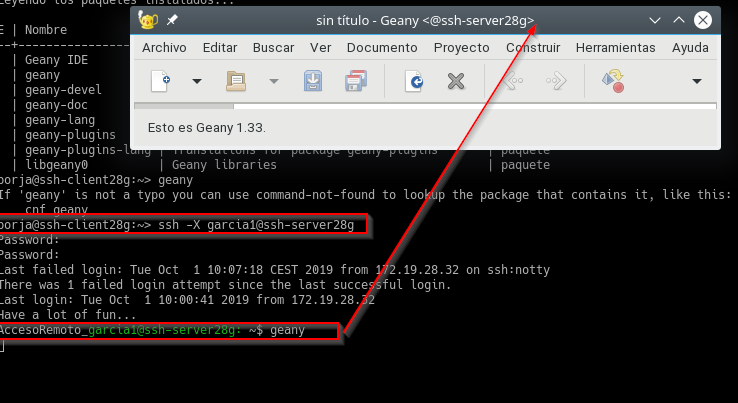 Leyendo los paquetes instalados...
E | Nombre
--+
| Geany IDE
| geany
| geany-devel
| geany-doc
| geany-lang
| geany-plugins
| geany-plugins-lang | Translations for package geany-plugins | paquete
| libgeany0 | Geany libraries | paquete
sin título - Geany <@ssh-server28g>
Archivo Editar Buscar Ver Documento Proyecto Construir Herramientas Ayuda
Esto es Geany 1.33.
borja@ssh-client28g:~> geany
If 'geany' is not a typo you can use command-not-found to lookup the package that contains it, like this:
cnf geany
borja@ssh-client28g:~> ssh -X garcia1@ssh-server28g
Password:
Password:
Last failed login: Tue Oct  1 10:07:18 CEST 2019 from 172.19.28.32 on ssh:notty
There was 1 failed login attempt since the last successful login.
Last login: Tue Oct  1 10:00:41 2019 from 172.19.28.32
Have a lot of fun...
AccesoRemoto_garcia1@ssh-server28g: ~$ geany